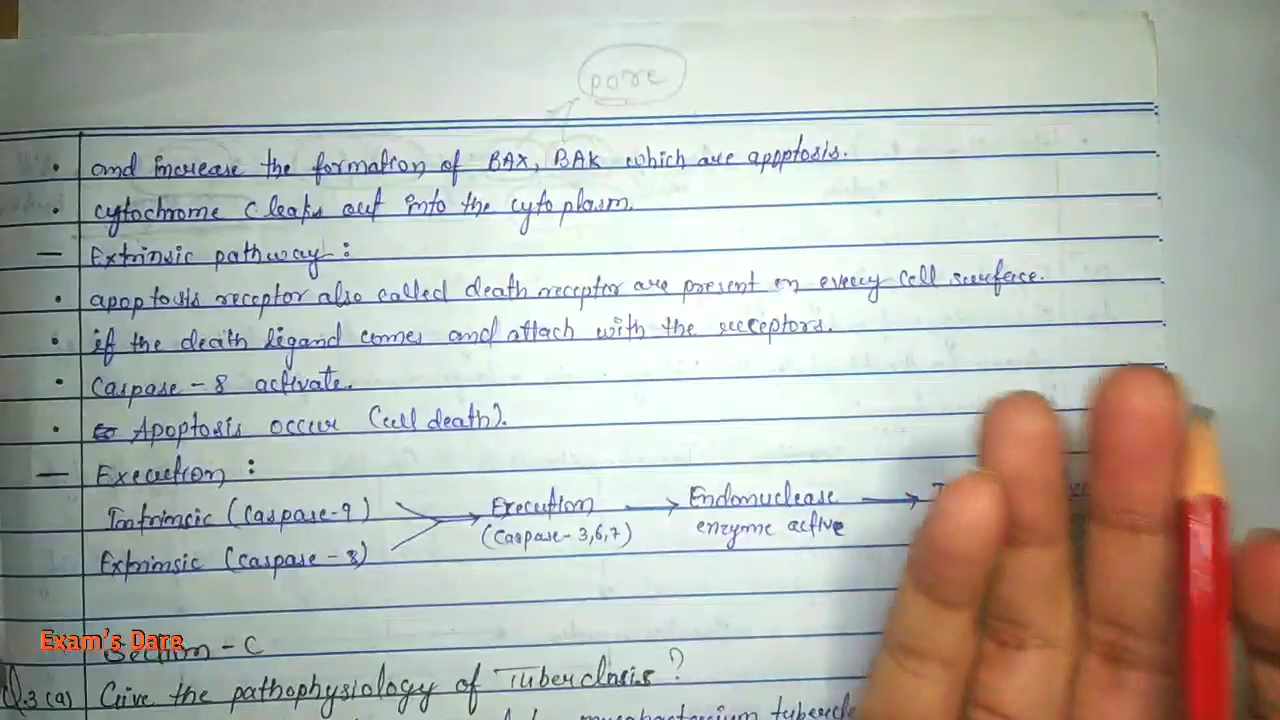 pore
• and increase the formation of BAX, BAK which are apoptosis.
• cytochrome c leaks out into the cytoplasm.
— Extrinsic pathway:
• apoptosis receptor also called death receptor are present on every cell surface.
• if the death ligand comes and attach with the receptors.
• Caspase-8 activate.
• Apoptosis occur (cell death).
— Execution:
Intrinsic (Caspase-9)
Extrinsic (caspase-8)
→ Execution → Endonuclease →
(Caspase-3,6,7) enzyme active
Exam's Dare
Section - C
Q.3 (a) Give the pathophysiology of Tuberclosis?